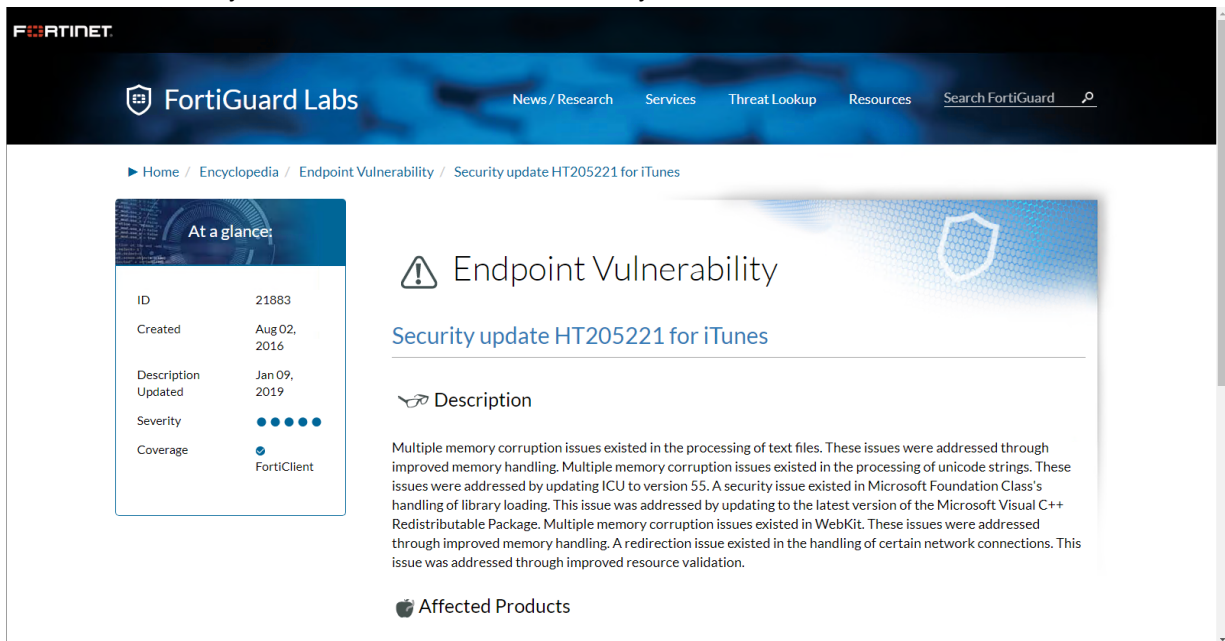 FORTINET
FortiGuard Labs
News / Research Services Threat Lookup Resources Search FortiGuard
Home / Encyclopedia / Endpoint Vulnerability / Security update HT205221 for iTunes
At a glance:
ID 21883
Created Aug 02,
2016
Description Jan 09,
Updated 2019
Severity
Coverage
FortiClient
Endpoint Vulnerability
Security update HT205221 for iTunes
Description
Multiple memory corruption issues existed in the processing of text files. These issues were addressed through
improved memory handling. Multiple memory corruption issues existed in the processing of unicode strings. These
issues were addressed by updating ICU to version 55. A security issue existed in Microsoft Foundation Class's
handling of library loading. This issue was addressed by updating to the latest version of the Microsoft Visual C++
Redistributable Package. Multiple memory corruption issues existed in WebKit. These issues were addressed
through improved memory handling. A redirection issue existed in the handling of certain network connections. This
issue was addressed through improved resource validation.
Affected Products